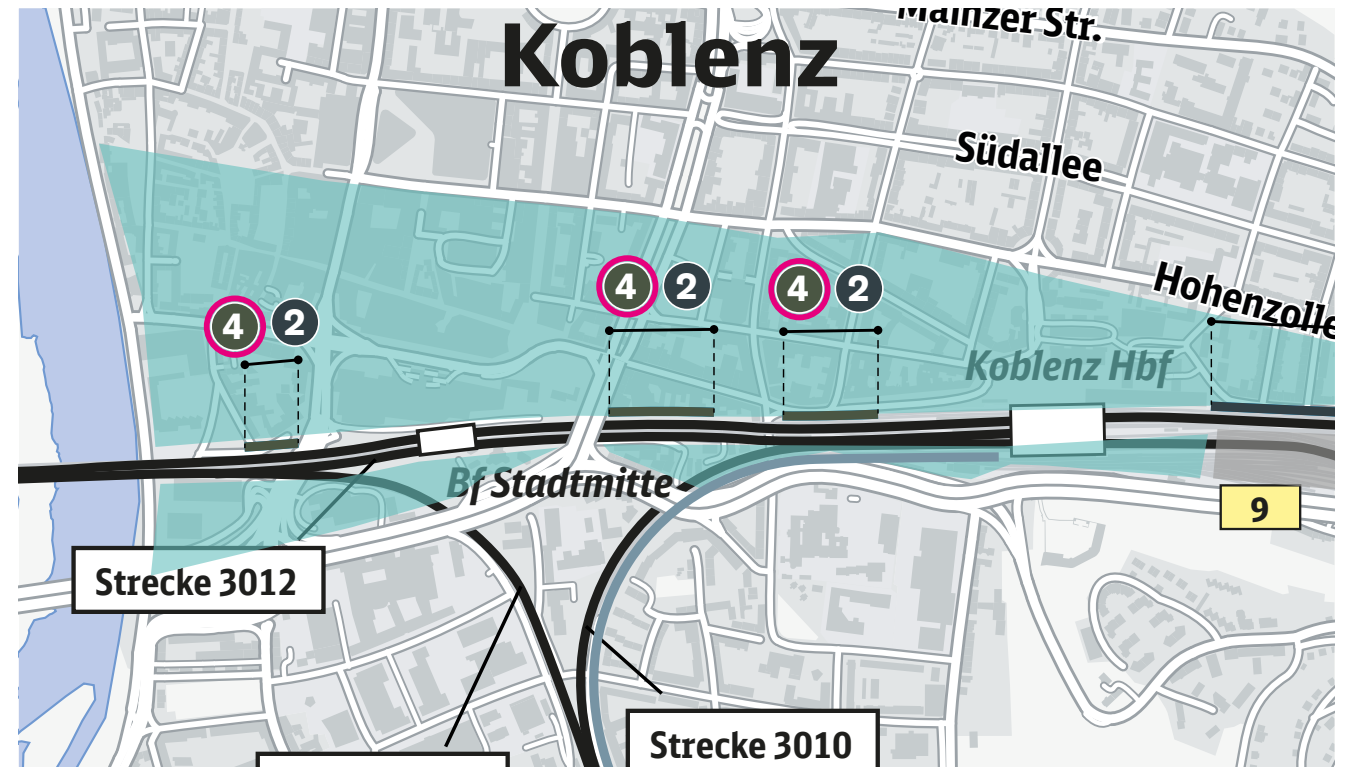 Mainzer Str.
Koblenz
Südallee
4 2
4 2
4 2
Hohenzolle
Koblenz Hbf
Bf Stadtmitte
9
Strecke 3012
Strecke 3010